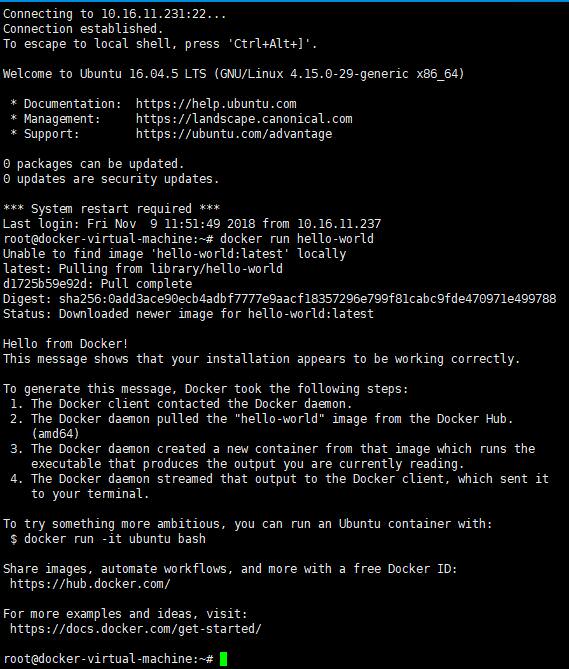 Connecting to 10.16.11.231:22...
Connection established.
To escape to local shell, press 'Ctrl+Alt+]'.
Welcome to Ubuntu 16.04.5 LTS (GNU/Linux 4.15.0-29-generic x86_64)
* Documentation:  https://help.ubuntu.com
* Management:     https://landscape.canonical.com
* Support:        https://ubuntu.com/advantage
0 packages can be updated.
0 updates are security updates.
*** System restart required ***
Last login: Fri Nov  9 11:51:49 2018 from 10.16.11.237
root@docker-virtual-machine:~# docker run hello-world
Unable to find image 'hello-world:latest' locally
latest: Pulling from library/hello-world
d1725b59e92d: Pull complete
Digest: sha256:0add3ace90ecb4adbf7777e9aacf18357296e799f81cabc9fde470971e499788
Status: Downloaded newer image for hello-world:latest
Hello from Docker!
This message shows that your installation appears to be working correctly.
To generate this message, Docker took the following steps:
1. The Docker client contacted the Docker daemon.
2. The Docker daemon pulled the "hello-world" image from the Docker Hub.
(amd64)
3. The Docker daemon created a new container from that image which runs the
executable that produces the output you are currently reading.
4. The Docker daemon streamed that output to the Docker client, which sent it
to your terminal.
To try something more ambitious, you can run an Ubuntu container with:
$ docker run -it ubuntu bash
Share images, automate workflows, and more with a free Docker ID:
https://hub.docker.com/
For more examples and ideas, visit:
https://docs.docker.com/get-started/
root@docker-virtual-machine:~#